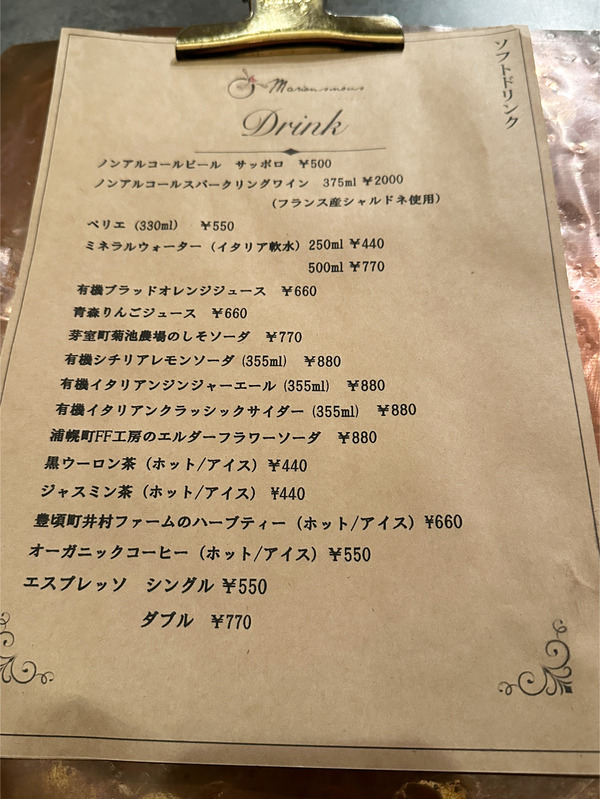 ソフトドリンク
Drink
ノンアルコールビール サッポロ ¥500
ノンアルコールスパークリングワイン 375ml ¥2000
(フランス産シャルドネ使用)
ペリエ (330ml) ¥550
ミネラルウォーター (イタリア軟水) 250ml ¥440
500ml ¥770
有機ブラッドオレンジジュース ¥660
青森りんごジュース ¥660
芽室町菊池農場のしそソーダ ¥770
有機シチリアレモンソーダ (355ml) ¥880
有機イタリアンジンジャーエール (355ml) ¥880
有機イタリアンクラッシックサイダー (355ml) ¥880
浦幌町FF工房のエルダーフラワーソーダ ¥880
黒ウーロン茶 (ホット/アイス) ¥440
ジャスミン茶 (ホット/アイス) ¥440
豊頃町井村ファームのハーブティー (ホット/アイス) ¥660
オーガニックコーヒー (ホット/アイス) ¥550
エスプレッソ シングル ¥550
ダブル ¥770